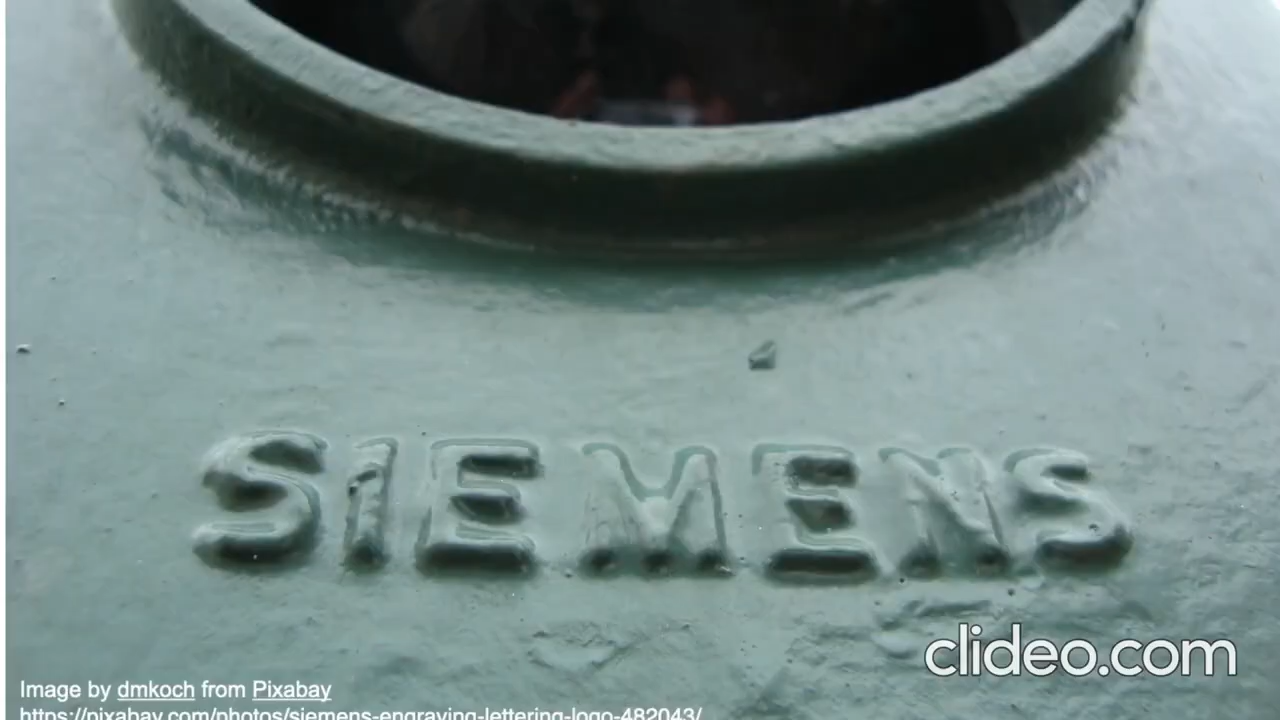 SIEMENS
clideo.com
Image by dmkoch from Pixabay
https://pixabay.com/photos/siemens-engraving-lettering-logo-482043/